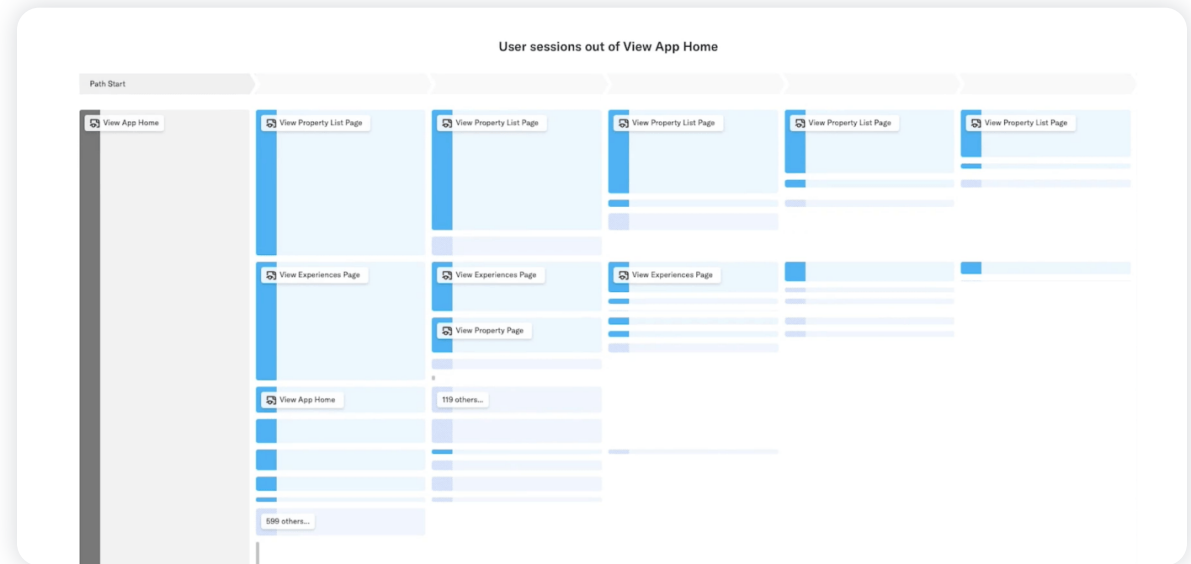 User sessions out of View App Home
Path Start
View App Home
View Property List Page
View Property List Page
View Property List Page
View Property List Page
View Property List Page
View Experiences Page
View Experiences Page
View Experiences Page
View Property Page
View App Home
119 others...
599 others...